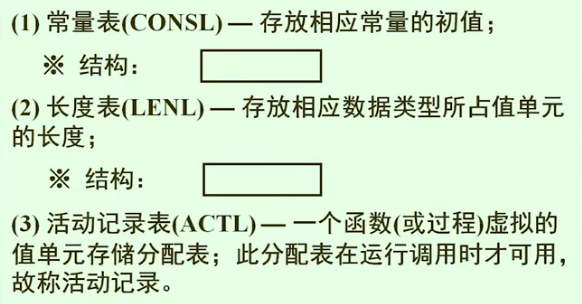 (1) 常量表(CONSL) — 存放相应常量的初值；
※ 结构：
(2) 长度表(LENL) — 存放相应数据类型所占值单元
的长度；
※ 结构：
(3) 活动记录表(ACTL) — 一个函数(或过程)虚拟的
值单元存储分配表；此分配表在运行调用时才可用，
故称活动记录。